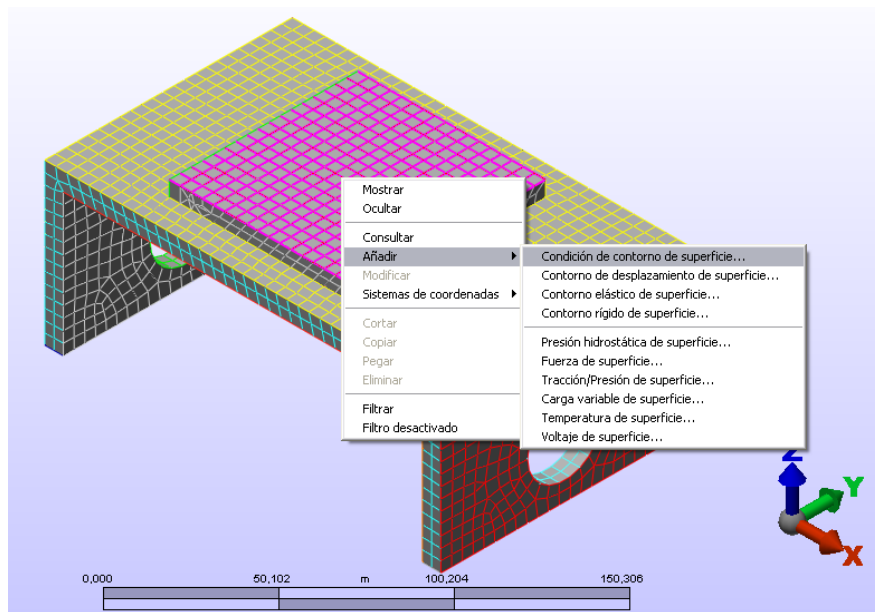 Mostrar
Ocultar
Consultar
Añadir
Modificar
Sistemas de coordenadas
Cortar
Copiar
Pegar
Eliminar
Filtrar
Filtro desactivado
Condición de contorno de superficie...
Contorno de desplazamiento de superficie...
Contorno elástico de superficie...
Contorno rígido de superficie...
Presión hidrostática de superficie...
Fuerza de superficie...
Tracción/Presión de superficie...
Carga variable de superficie...
Temperatura de superficie...
Voltaje de superficie...
Z
Y
X
0,000 50,102 m 100,204 150,306